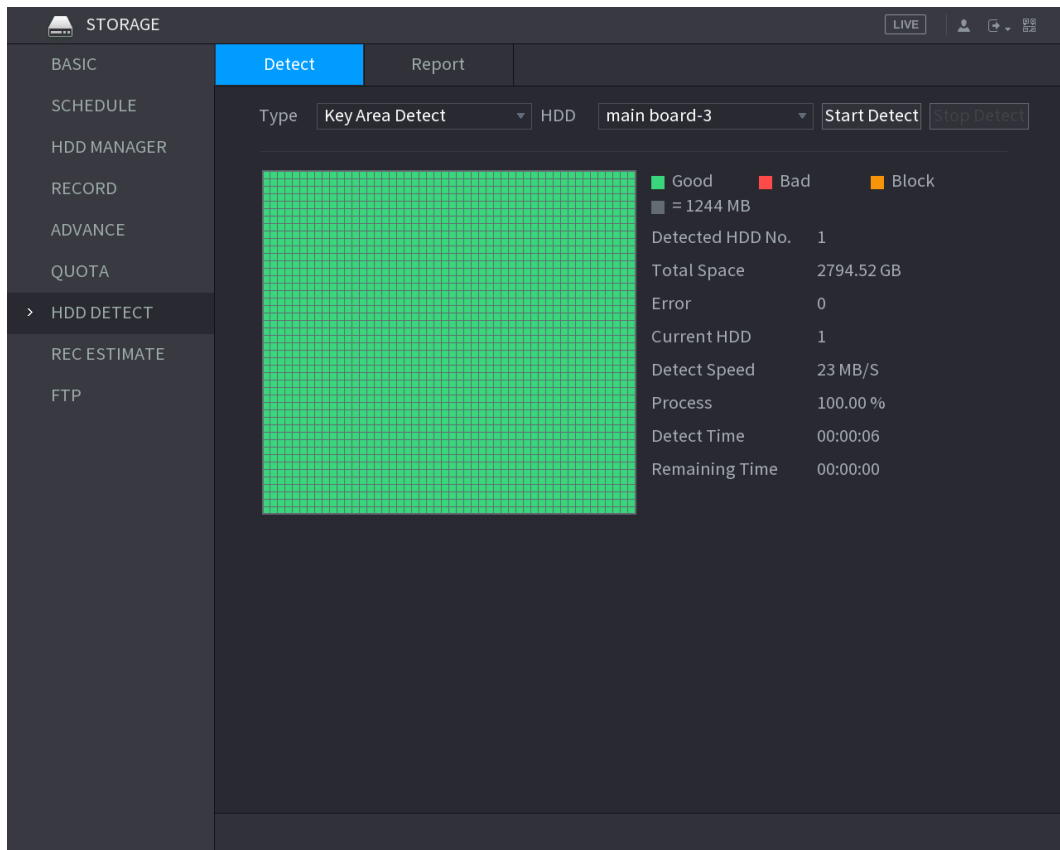 STORAGE LIVE
BASIC
SCHEDULE
HDD MANAGER
RECORD
ADVANCE
QUOTA
> HDD DETECT
REC ESTIMATE
FTP
Detect Report
Type Key Area Detect HDD main board-3 Start Detect Stop Detect
Good Bad Block
= 1244 MB
Detected HDD No. 1
Total Space 2794.52 GB
Error 0
Current HDD 1
Detect Speed 23 MB/S
Process 100.00 %
Detect Time 00:00:06
Remaining Time 00:00:00